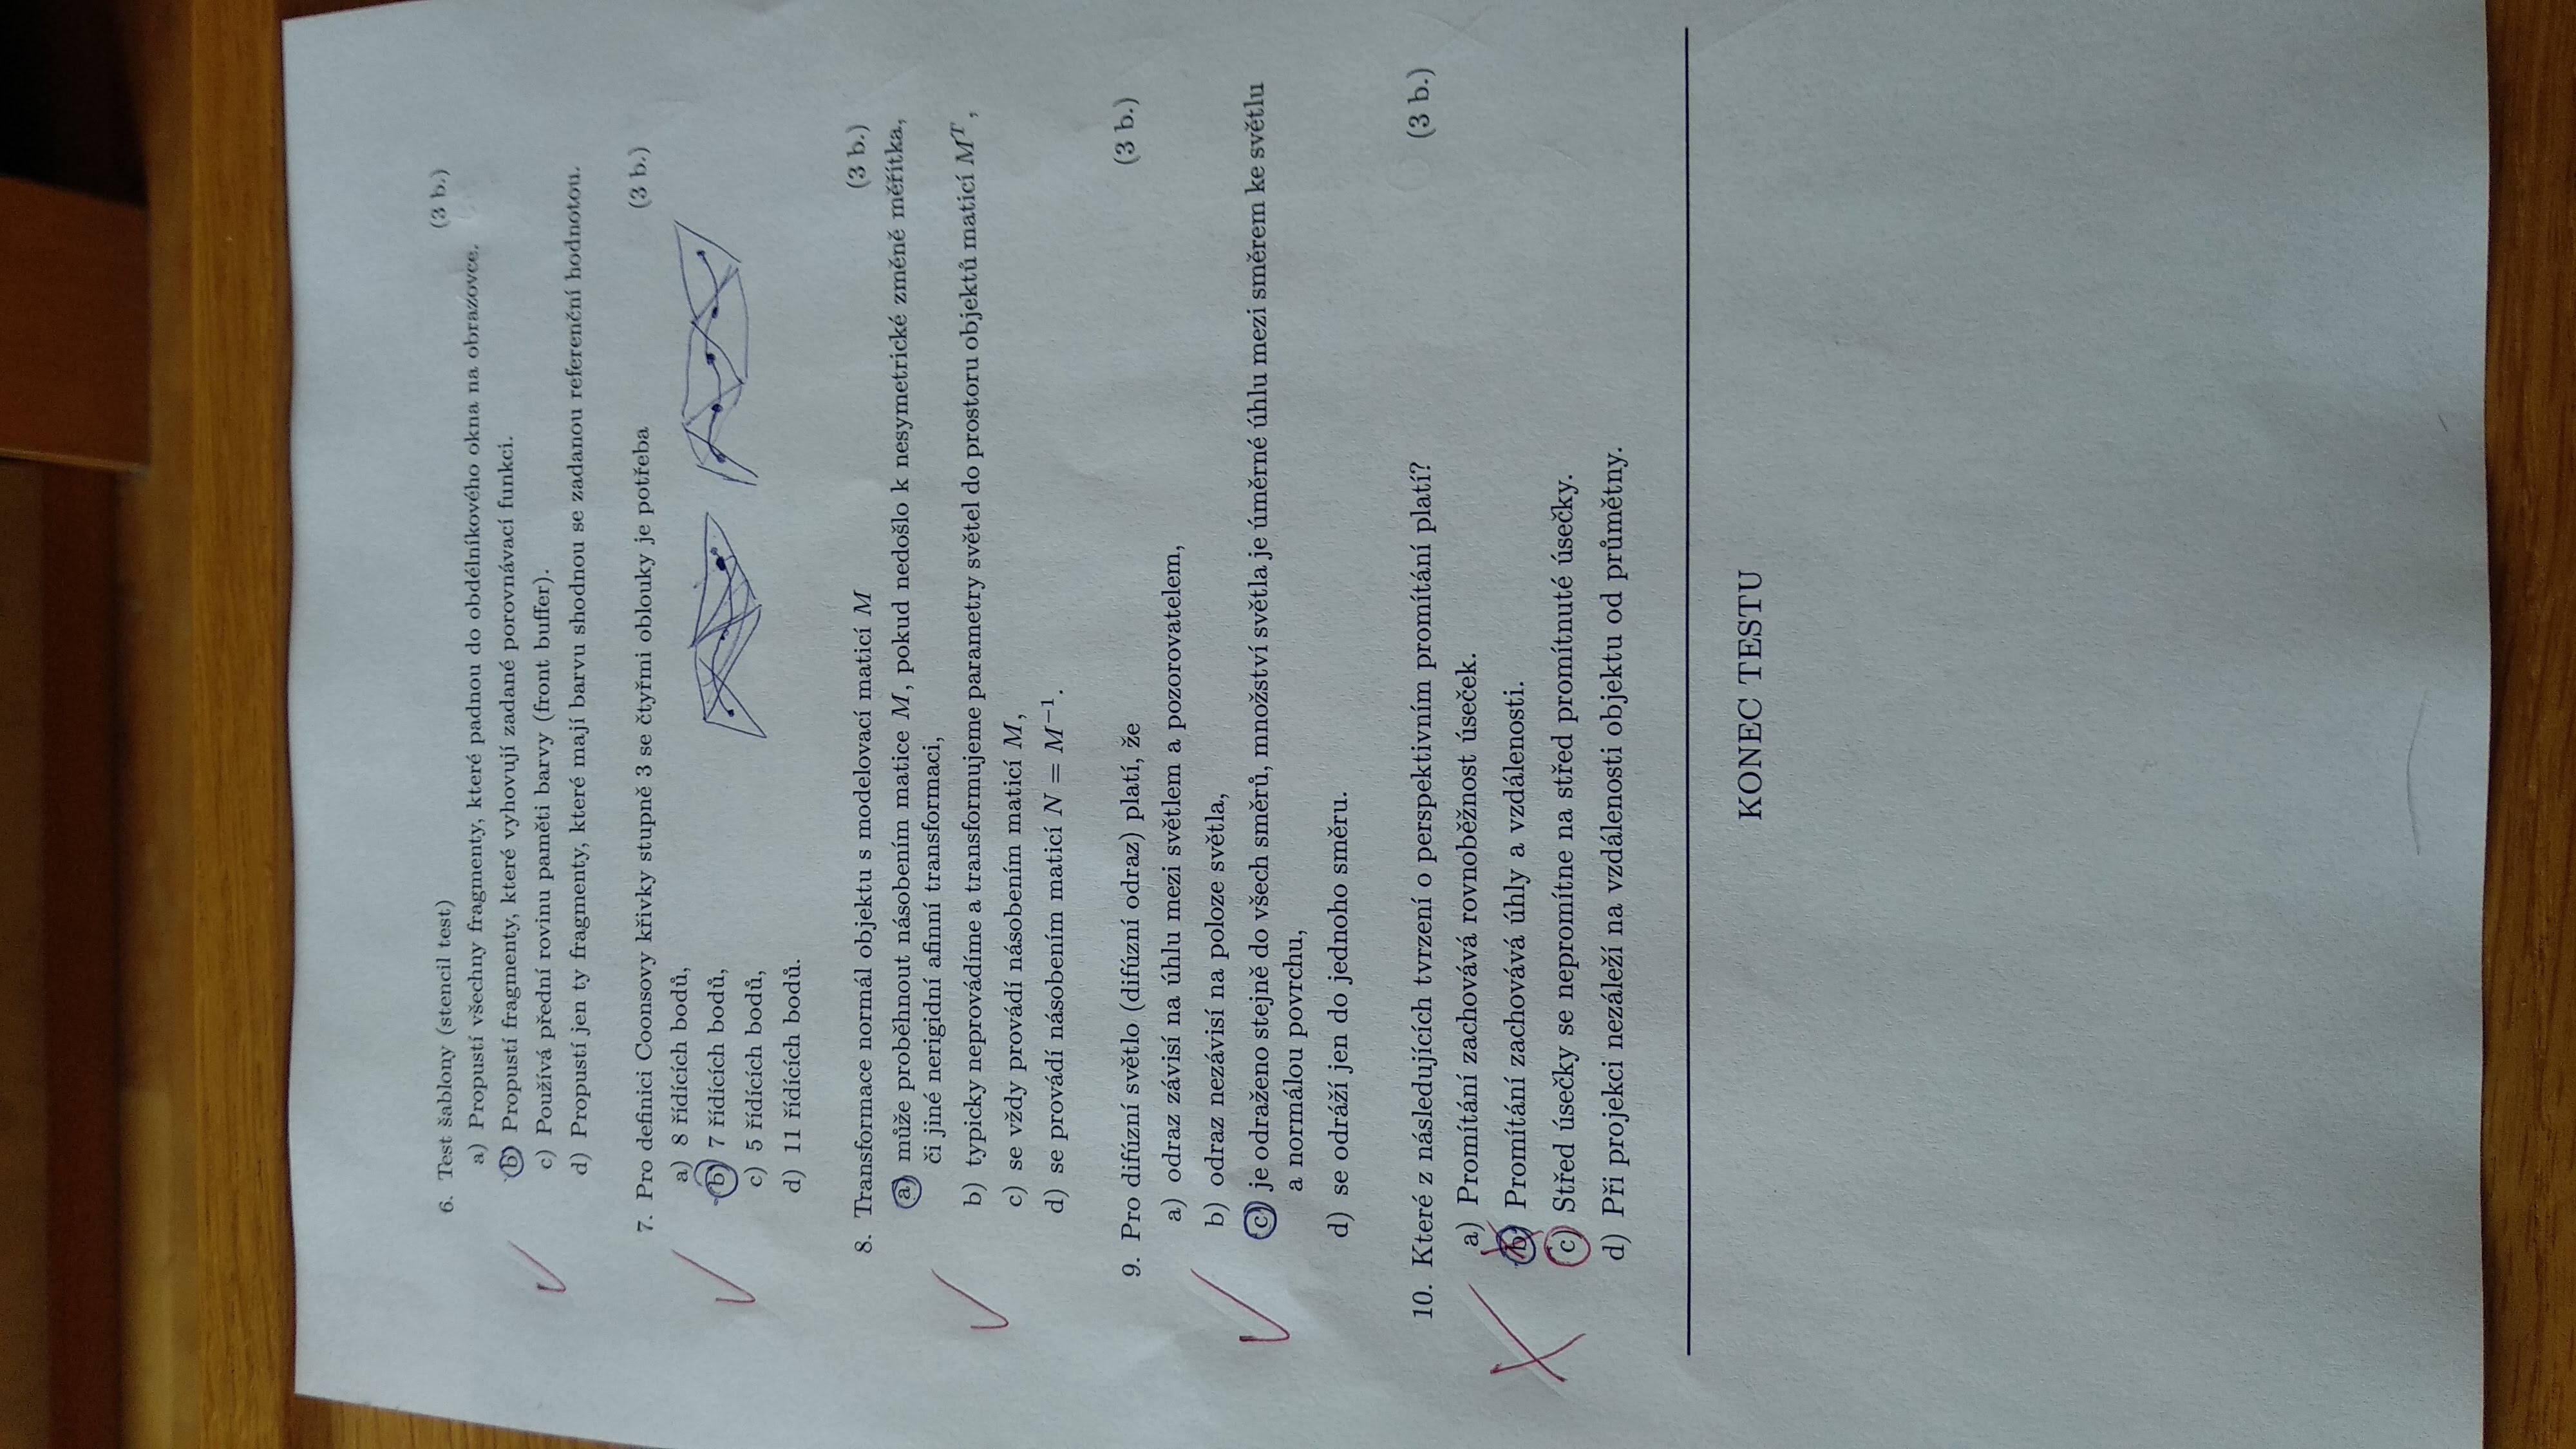 6. Test šablony (stencil test) (3 b.)
a) Propustí všechny fragmenty, které padnou do obdélníkového okna na obrazovce.
b) Propustí fragmenty, které vyhovují zadané porovnávací funkci.
c) Používá přední rovinu paměti barvy (front buffer).
d) Propustí jen ty fragmenty, které mají barvu shodnou se zadanou referenční hodnotou.
7. Pro definici Coonsovy křivky stupně 3 se čtyřmi oblouky je potřeba (3 b.)
a) 8 řídících bodů,
b) 7 řídících bodů,
c) 5 řídících bodů,
d) 11 řídících bodů.
8. Transformace normál objektu s modelovací maticí M (3 b.)
a) může proběhnout násobením matice M, pokud nedošlo k nesymetrické změně měřítka,
či jiné nerigidní afinní transformaci,
b) typicky neprovádíme a transformujeme parametry světel do prostoru objektů maticí M^T,
c) se vždy provádí násobením maticí M,
d) se provádí násobením maticí N = M^−1.
9. Pro difúzní světlo (difúzní odraz) platí, že (3 b.)
a) odraz závisí na úhlu mezi světlem a pozorovatelem,
b) odraz nezávisí na poloze světla,
c) je odraženo stejně do všech směrů, množství světla je úměrné úhlu mezi směrem ke světlu
a normálou povrchu,
d) se odráží jen do jednoho směru.
10. Které z následujících tvrzení o perspektivním promítání platí? (3 b.)
a) Promítání zachovává rovnoběžnost úseček.
b) Promítání zachovává úhly a vzdálenosti.
c) Střed úsečky se nepromítne na střed promítnuté úsečky.
d) Při projekci nezáleží na vzdálenosti objektu od průmětny.
KONEC TESTU